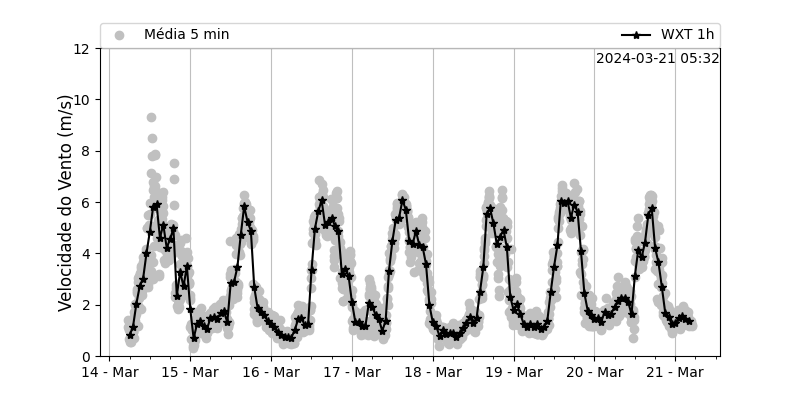 Média 5 min
WXT 1h
2024-03-21 05:32
Velocidade do Vento (m/s)
12
10
8
6
4
2
0
14 - Mar
15 - Mar
16 - Mar
17 - Mar
18 - Mar
19 - Mar
20 - Mar
21 - Mar